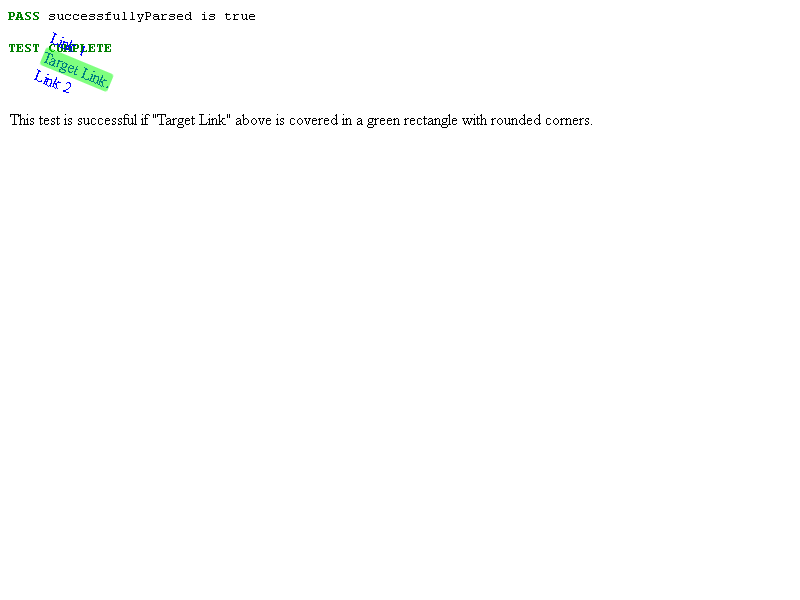 PASS successfullyParsed is true
TEST COMPLETE
Link 1
Target Link.
Link 2
This test is successful if "Target Link" above is covered in a green rectangle with rounded corners.